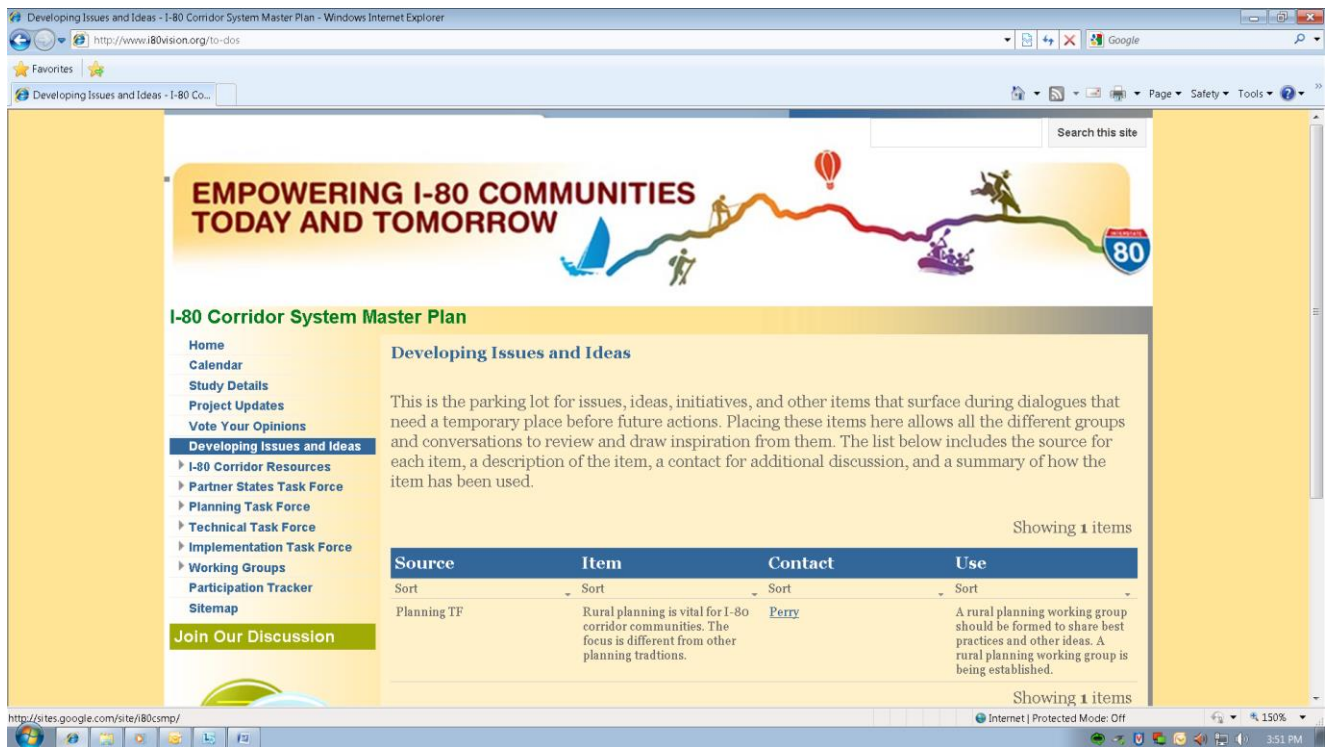 Developing Issues and Ideas - I-80 Corridor System Master Plan - Windows Internet Explorer
http://www.i80vision.org/to-dos
Google
Favorites
Developing Issues and Ideas - I-80 Co...
Page Safety Tools
Search this site
EMPOWERING I-80 COMMUNITIES
TODAY AND TOMORROW
INTERSTATE
80
I-80 Corridor System Master Plan
Home
Calendar
Study Details
Project Updates
Vote Your Opinions
Developing Issues and Ideas
I-80 Corridor Resources
Partner States Task Force
Planning Task Force
Technical Task Force
Implementation Task Force
Working Groups
Participation Tracker
Sitemap
Join Our Discussion
Developing Issues and Ideas
This is the parking lot for issues, ideas, initiatives, and other items that surface during dialogues that
need a temporary place before future actions. Placing these items here allows all the different groups
and conversations to review and draw inspiration from them. The list below includes the source for
each item, a description of the item, a contact for additional discussion, and a summary of how the
item has been used.
Showing 1 items
Source Item Contact Use
Sort Sort Sort Sort
Planning TF
Rural planning is vital for I-80
corridor communities. The
focus is different from other
planning tradtions.
Perry
A rural planning working group
should be formed to share best
practices and other ideas. A
rural planning working group is
being established.
Showing 1 items
http://sites.google.com/site/i80csmp/
Internet | Protected Mode: Off
150%
3:51 PM